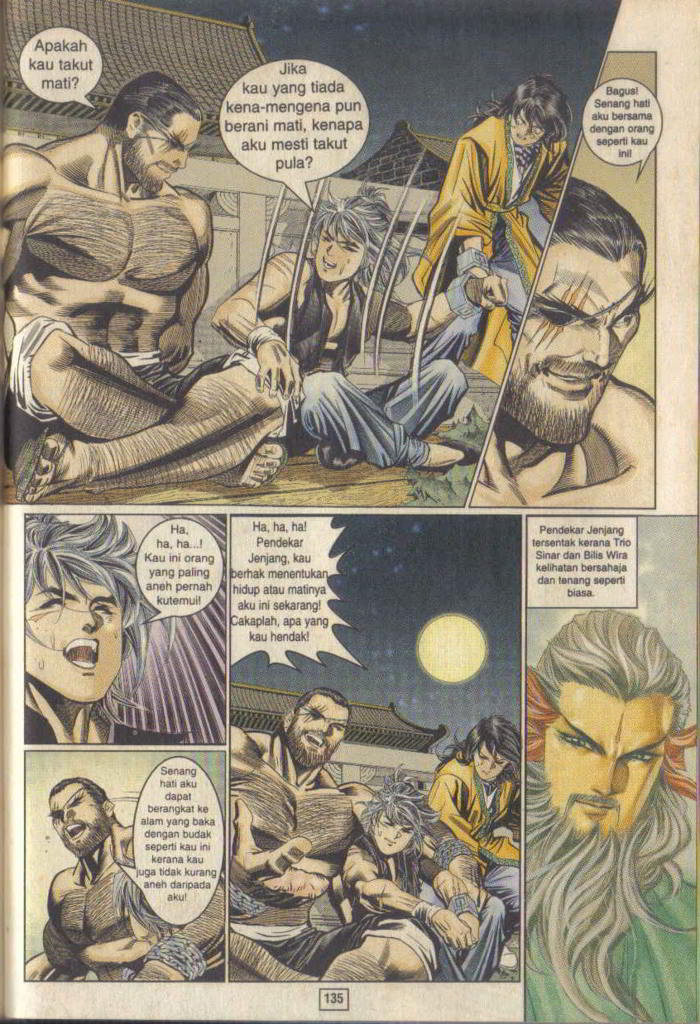 Apakah
kau takut
mati?
Jika
kau yang tiada
kena-mengena pun
berani mati, kenapa
aku mesti takut
pula?
Bagus!
Senang hati
aku bersama
dengan orang
seperti kau
ini!
Ha,
ha, ha...!
Kau ini orang
yang paling
aneh pernah
kutemui!
Senang
hati aku
dapat
berangkat ke
alam yang baka
dengan budak
seperti kau ini
kerana kau
juga tidak kurang
aneh daripada
aku!
Ha, ha, ha!
Pendekar
Jenjang, kau
berhak menentukan
hidup atau matinya
aku ini sekarang!
Cakaplah, apa yang
kau hendak!
Pendekar Jenjang
tersentak kerana Trio
Sinar dan Bilis Wira
kelihatan bersahaja
dan tenang seperti
biasa.
135